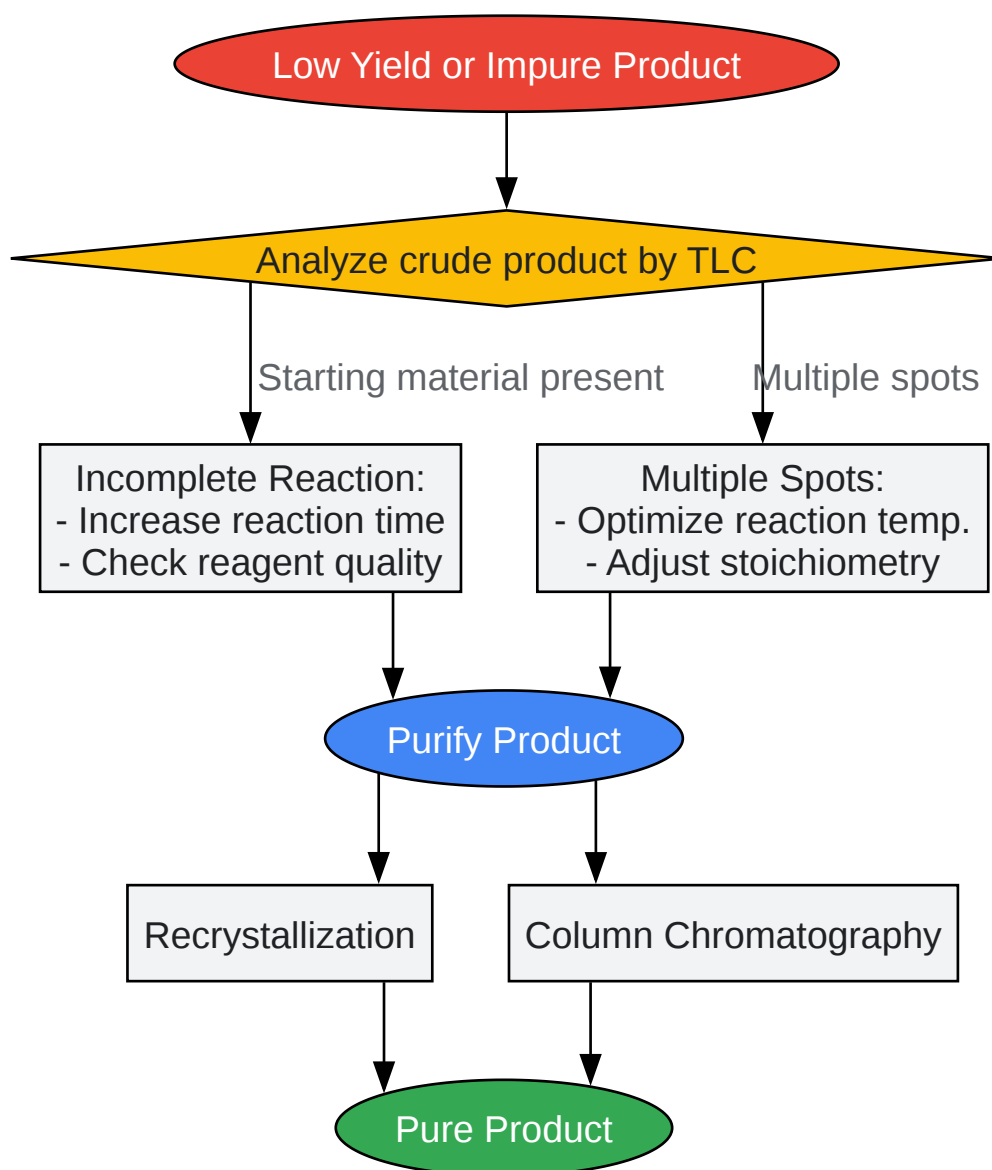 Low Yield or Impure Product
Analyze crude product by TLC
Starting material present
Multiple spots
Incomplete Reaction:
- Increase reaction time
- Check reagent quality
Multiple Spots:
- Optimize reaction temp.
- Adjust stoichiometry
Purify Product
Recrystallization
Column Chromatography
Pure Product